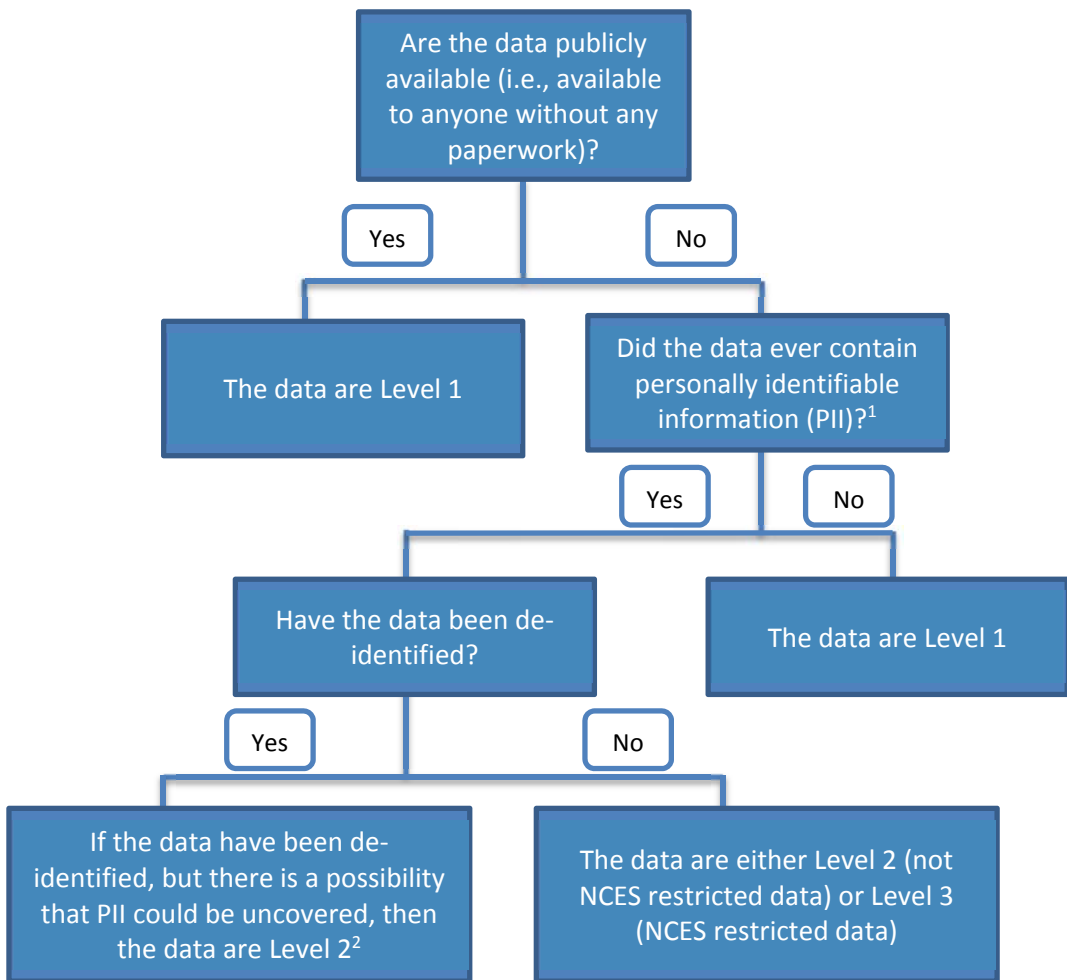 Are the data publicly
available (i.e., available
to anyone without any
paperwork)?
Yes
No
The data are Level 1
Did the data ever contain
personally identifiable
information (PII)?¹
Yes
No
Have the data been de-
identified?
The data are Level 1
Yes
No
If the data have been de-
identified, but there is a possibility
that PII could be uncovered, then
the data are Level 2²
The data are either Level 2 (not
NCES restricted data) or Level 3
(NCES restricted data)